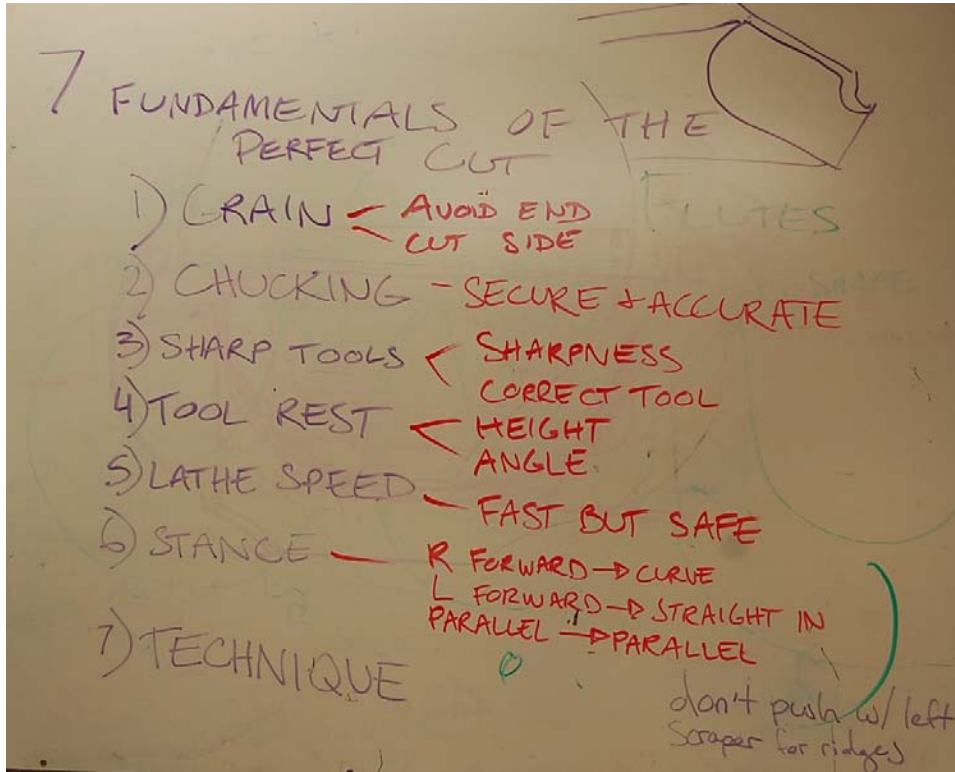 7 FUNDAMENTALS OF THE
PERFECT CUT
1) GRAIN - AVOID END
CUT SIDE
2) CHUCKING - SECURE + ACCURATE
3) SHARP TOOLS SHARPNESS
CORRECT TOOL
4) TOOL REST HEIGHT
ANGLE
5) LATHE SPEED - FAST BUT SAFE
6) STANCE - R FORWARD → CURVE
L FORWARD → STRAIGHT IN
PARALLEL → PARALLEL
7) TECHNIQUE
FLUTES
don't push w/ left
scraper for ridges